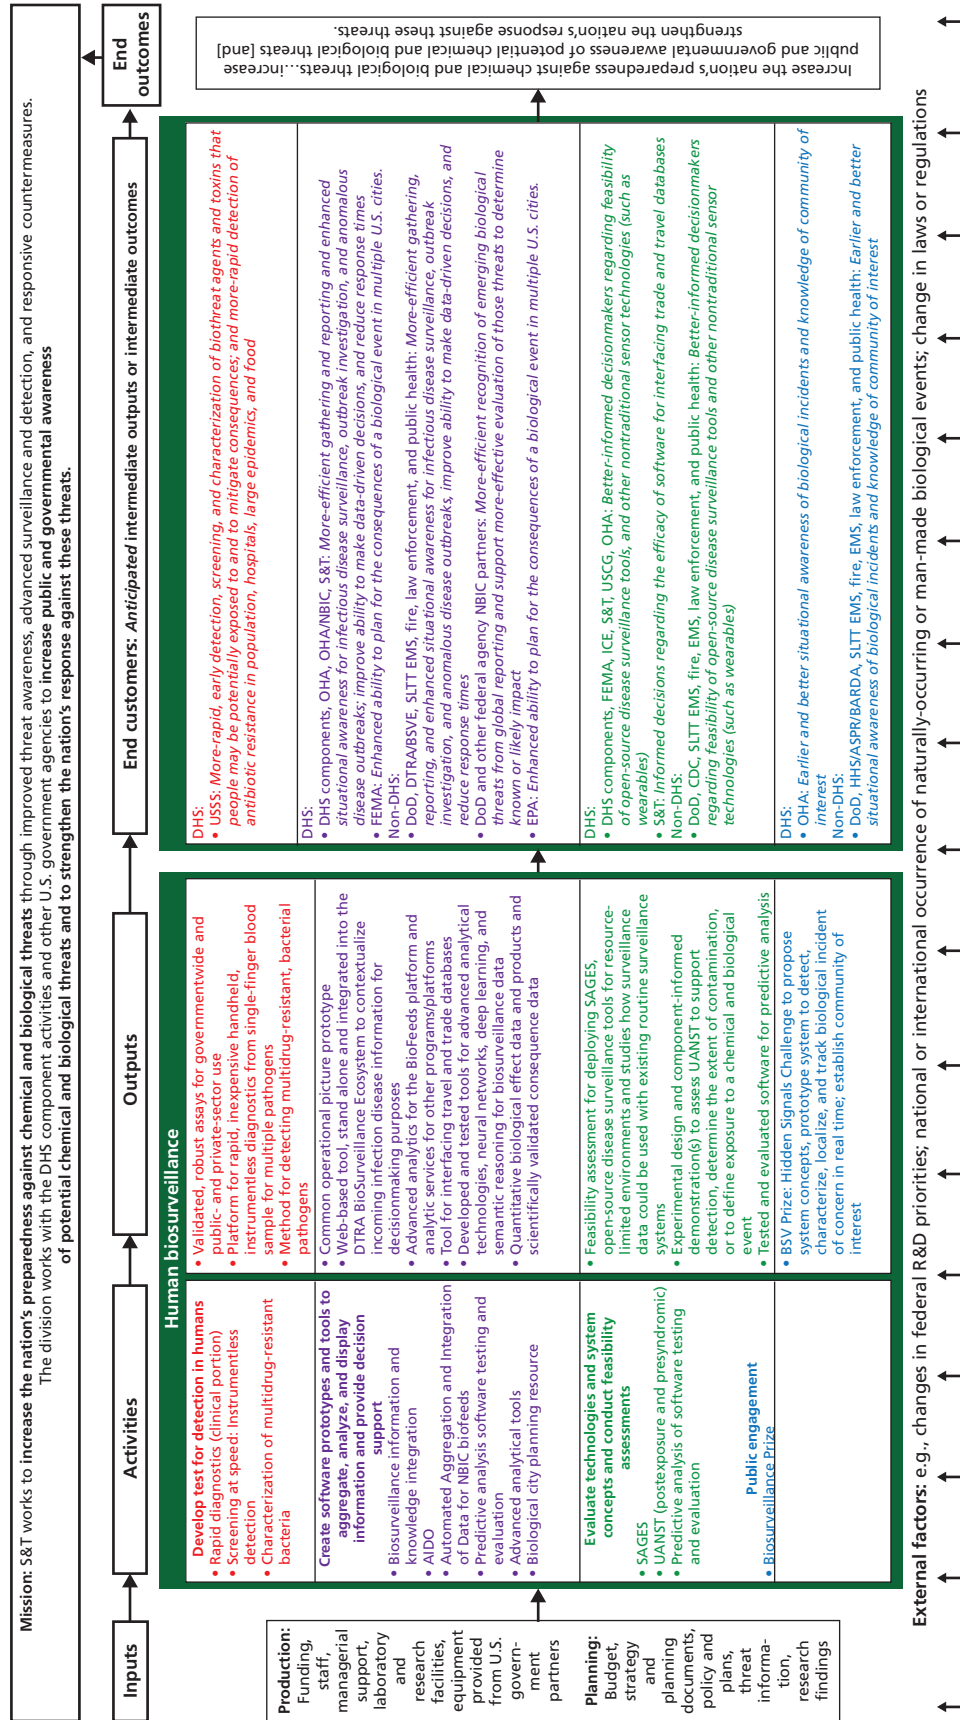 Mission: S&T works to increase the nation's preparedness against chemical and biological threats through improved threat awareness, advanced surveillance and detection, and responsive countermeasures.
The division works with the DHS component activities and other U.S. government agencies to increase public and governmental awareness
of potential chemical and biological threats and to strengthen the nation's response against these threats.
Inputs
Activities
Outputs
End customers: Anticipated intermediate outputs or intermediate outcomes
End
outcomes
Production:
Funding,
staff,
managerial
support,
laboratory
and
research
facilities,
equipment
provided
from U.S.
govern-
ment
partners
Planning:
Budget,
strategy
and
planning
documents,
policy and
plans,
threat
informa-
tion,
research
findings
Human biosurveillance
Develop test for detection in humans
• Rapid diagnostics (clinical portion)
• Screening at speed: Instrumentless
detection
• Characterization of multidrug-resistant
bacteria
• Validated, robust assays for governmentwide and
public- and private-sector use
• Platform for rapid, inexpensive handheld,
instrumentless diagnostics from single-finger blood
sample for multiple pathogens
• Method for detecting multidrug-resistant, bacterial
pathogens
DHS:
• USSS: More-rapid, early detection, screening, and characterization of biothreat agents and toxins that
people may be potentially exposed to and to mitigate consequences; and more-rapid detection of
antibiotic resistance in population, hospitals, large epidemics, and food
Create software prototypes and tools to
aggregate, analyze, and display
information and provide decision
support
• Biosurveillance information and
knowledge integration
• AIDO
• Automated Aggregation and Integration
of Data for NBIC biofeeds
• Predictive analysis software testing and
evaluation
• Advanced analytical tools
• Biological city planning resource
• Common operational picture prototype
• Web-based tool, stand alone and integrated into the
DTRA BioSurveillance Ecosystem to contextualize
incoming infection disease information for
decisionmaking purposes
• Advanced analytics for the BioFeeds platform and
analytic services for other programs/platforms
• Tool for interfacing travel and trade databases
• Developed and tested tools for advanced analytical
technologies, neural networks, deep learning, and
semantic reasoning for biosurveillance data
• Quantitative biological effect data and products and
scientifically validated consequence data
DHS:
• DHS components, OHA, OHA/NBIC, S&T: More-efficient gathering and reporting and enhanced
situational awareness for infectious disease surveillance, outbreak investigation, and anomalous
disease outbreaks; improve ability to make data-driven decisions, and reduce response times
• FEMA: Enhanced ability to plan for the consequences of a biological event in multiple U.S. cities.
Non-DHS:
• DoD, DTRA/BSVE, SLTT EMS, fire, law enforcement, and public health: More-efficient gathering,
reporting, and enhanced situational awareness for infectious disease surveillance, outbreak
investigation, and anomalous disease outbreaks, improve ability to make data-driven decisions, and
reduce response times
• DoD and other federal agency NBIC partners: More-efficient recognition of emerging biological
threats from global reporting and support more-effective evaluation of those threats to determine
known or likely impact
• EPA: Enhanced ability to plan for the consequences of a biological event in multiple U.S. cities.
Evaluate technologies and system
concepts and conduct feasibility
assessments
• SAGES
• UANST (postexposure and presyndromic)
• Predictive analysis of software testing
and evaluation
• Feasibility assessment for deploying SAGES,
open-source disease surveillance tools for resource-
limited environments and studies how surveillance
data could be used with existing routine surveillance
systems
• Experimental design and component-informed
demonstration(s) to assess UANST to support
detection, determine the extent of contamination,
or to define exposure to a chemical and biological
event
• Tested and evaluated software for predictive analysis
DHS:
• DHS components, FEMA, ICE, S&T, USCG, OHA: Better-informed decisionmakers regarding feasibility
of open-source disease surveillance tools, and other nontraditional sensor technologies (such as
wearables)
• S&T: Informed decisions regarding the efficacy of software for interfacing trade and travel databases
Non-DHS:
• DoD, CDC, SLTT EMS, fire, EMS, law enforcement, and public health: Better-informed decisionmakers
regarding feasibility of open-source disease surveillance tools and other nontraditional sensor
technologies (such as wearables)
Public engagement
• Biosurveillance Prize
• BSV Prize: Hidden Signals Challenge to propose
system concepts, prototype system to detect,
characterize, localize, and track biological incident
of concern in real time; establish community of
interest
DHS:
• OHA: Earlier and better situational awareness of biological incidents and knowledge of community of
interest
Non-DHS:
• DoD, HHS/ASPR/BARDA, SLTT EMS, fire, EMS, law enforcement, and public health: Earlier and better
situational awareness of biological incidents and knowledge of community of interest
Increase the nation's preparedness against chemical and biological threats...increase
public and governmental awareness of potential chemical and biological threats [and]
strengthen the nation's response against these threats.
External factors: e.g., changes in federal R&D priorities; national or international occurrence of naturally-occurring or man-made biological events; change in laws or regulations